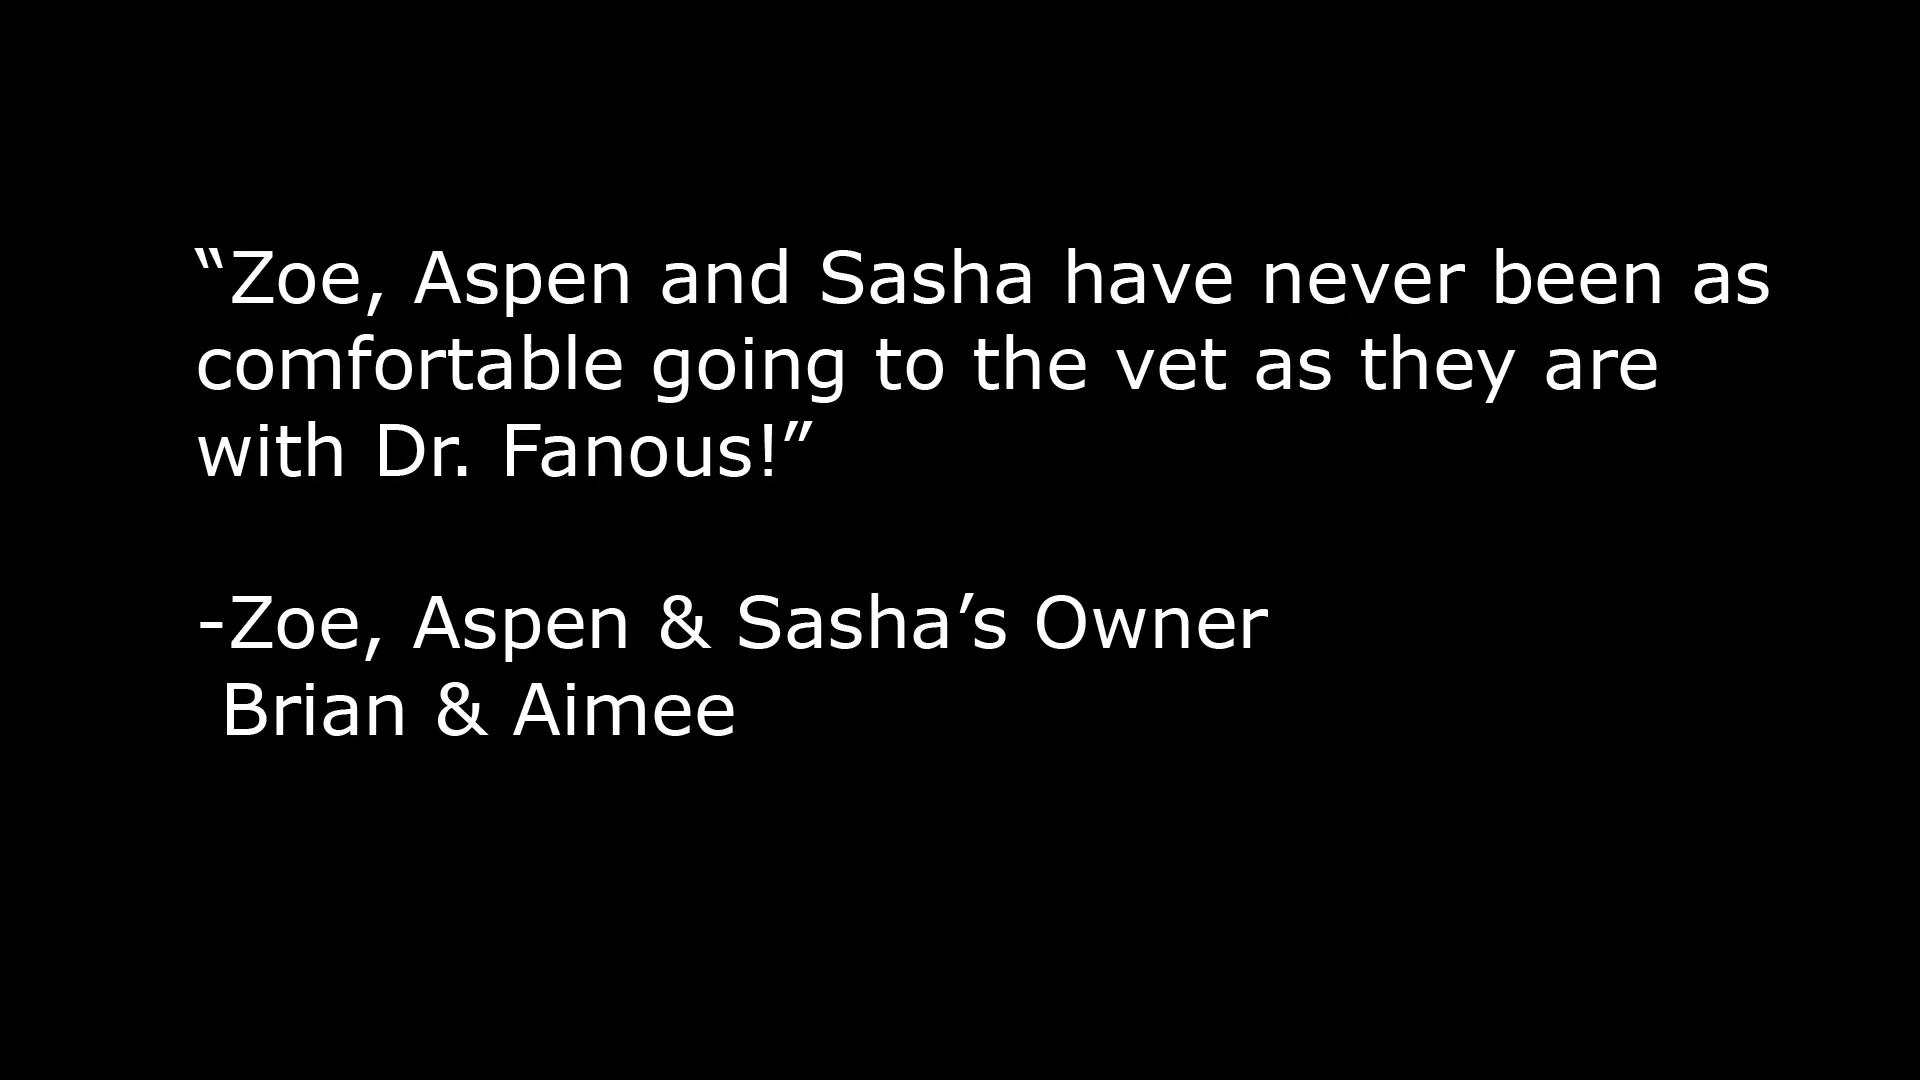 “Zoe, Aspen and Sasha have never been as
comfortable going to the vet as they are
with Dr. Fanous!”
-Zoe, Aspen & Sasha’s Owner
Brian & Aimee